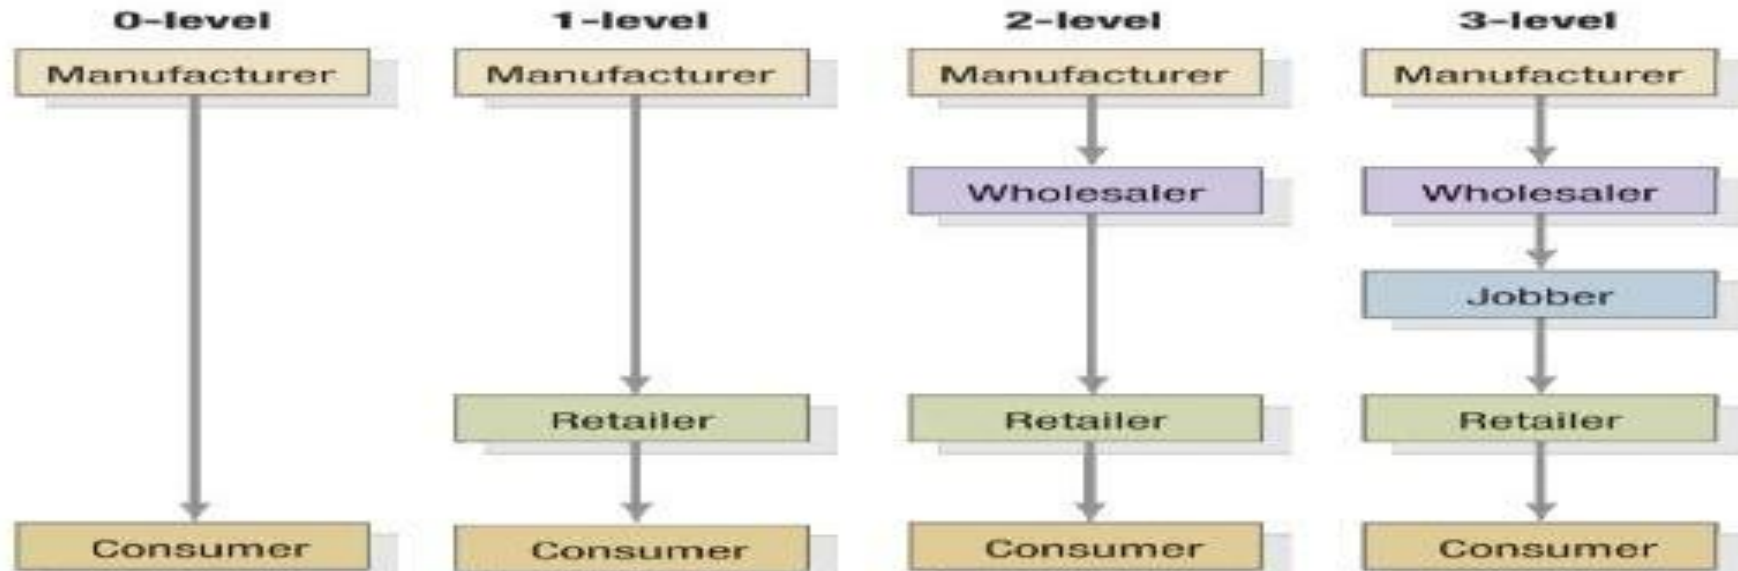 0-level
Manufacturer
Consumer
1-level
Manufacturer
Retailer
Consumer
2-level
Manufacturer
Wholesaler
Retailer
Consumer
3-level
Manufacturer
Wholesaler
Jobber
Retailer
Consumer